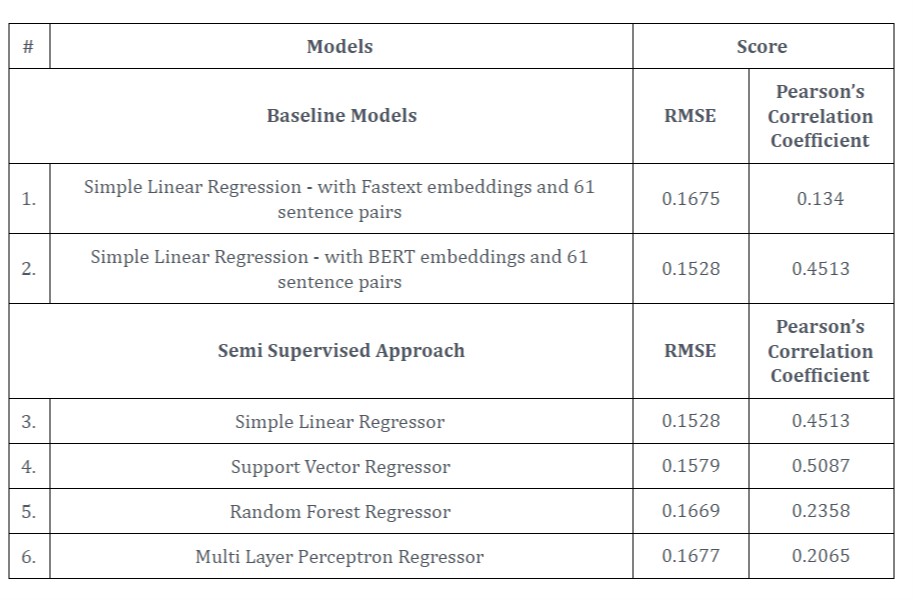 # Models Score
Baseline Models RMSE Pearson’s
Correlation
Coefficient
1. Simple Linear Regression - with Fastext embeddings and 61
sentence pairs 0.1675 0.134
2. Simple Linear Regression - with BERT embeddings and 61
sentence pairs 0.1528 0.4513
Semi Supervised Approach RMSE Pearson’s
Correlation
Coefficient
3. Simple Linear Regressor 0.1528 0.4513
4. Support Vector Regressor 0.1579 0.5087
5. Random Forest Regressor 0.1669 0.2358
6. Multi Layer Perceptron Regressor 0.1677 0.2065